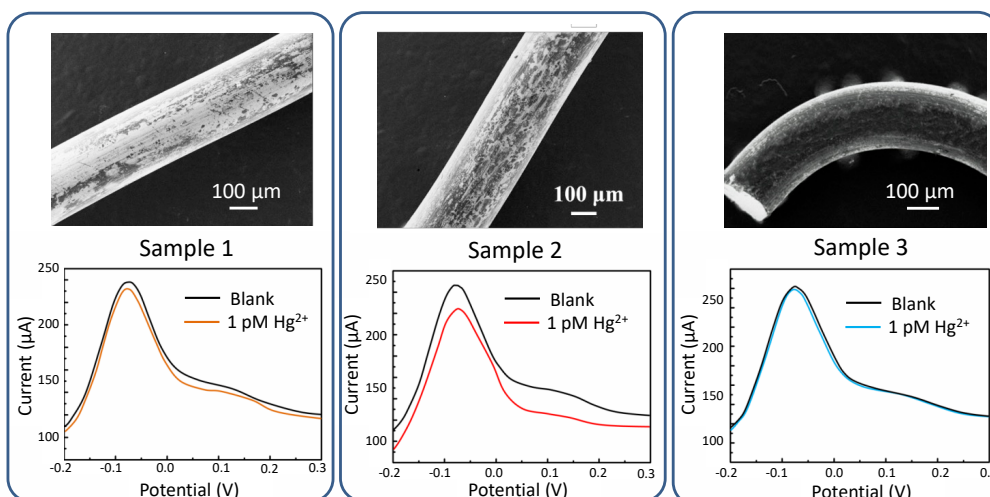 100 µm
100 µm
100 µm
Sample 1
Sample 2
Sample 3
250
200
150
100
Current (µA)
Blank
1 pM Hg²⁺
-0.2
-0.1
0.0
0.1
0.2
0.3
Potential (V)
250
200
150
100
Current (µA)
Blank
1 pM Hg²⁺
-0.2
-0.1
0.0
0.1
0.2
0.3
Potential (V)
250
200
150
100
Current (µA)
Blank
1 pM Hg²⁺
-0.2
-0.1
0.0
0.1
0.2
0.3
Potential (V)